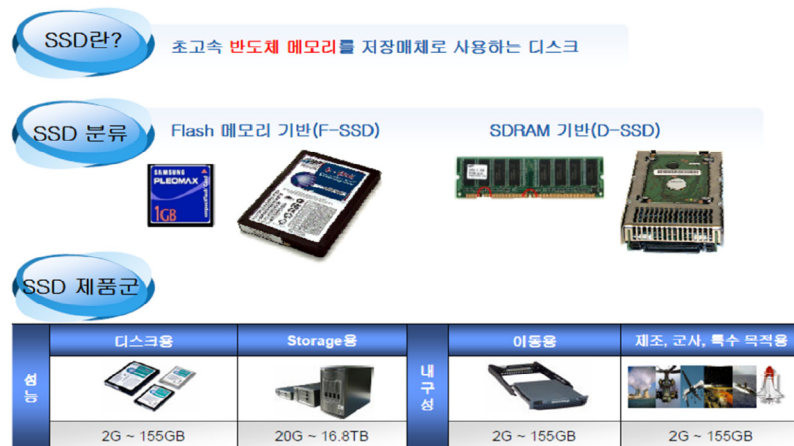 SSD란?
초고속 반도체 메모리를 저장매체로 사용하는 디스크
SSD 분류
Flash 메모리 기반(F-SSD)
SDRAM 기반(D-SSD)
SAMSUNG
PLEOMAX
1GB
SSD 제품군
디스크용
Storage용
이동용
제조, 군사, 특수 목적용
성능
내구성
2G ~ 155GB
20G ~ 16.8TB
2G ~ 155GB
2G ~ 155GB